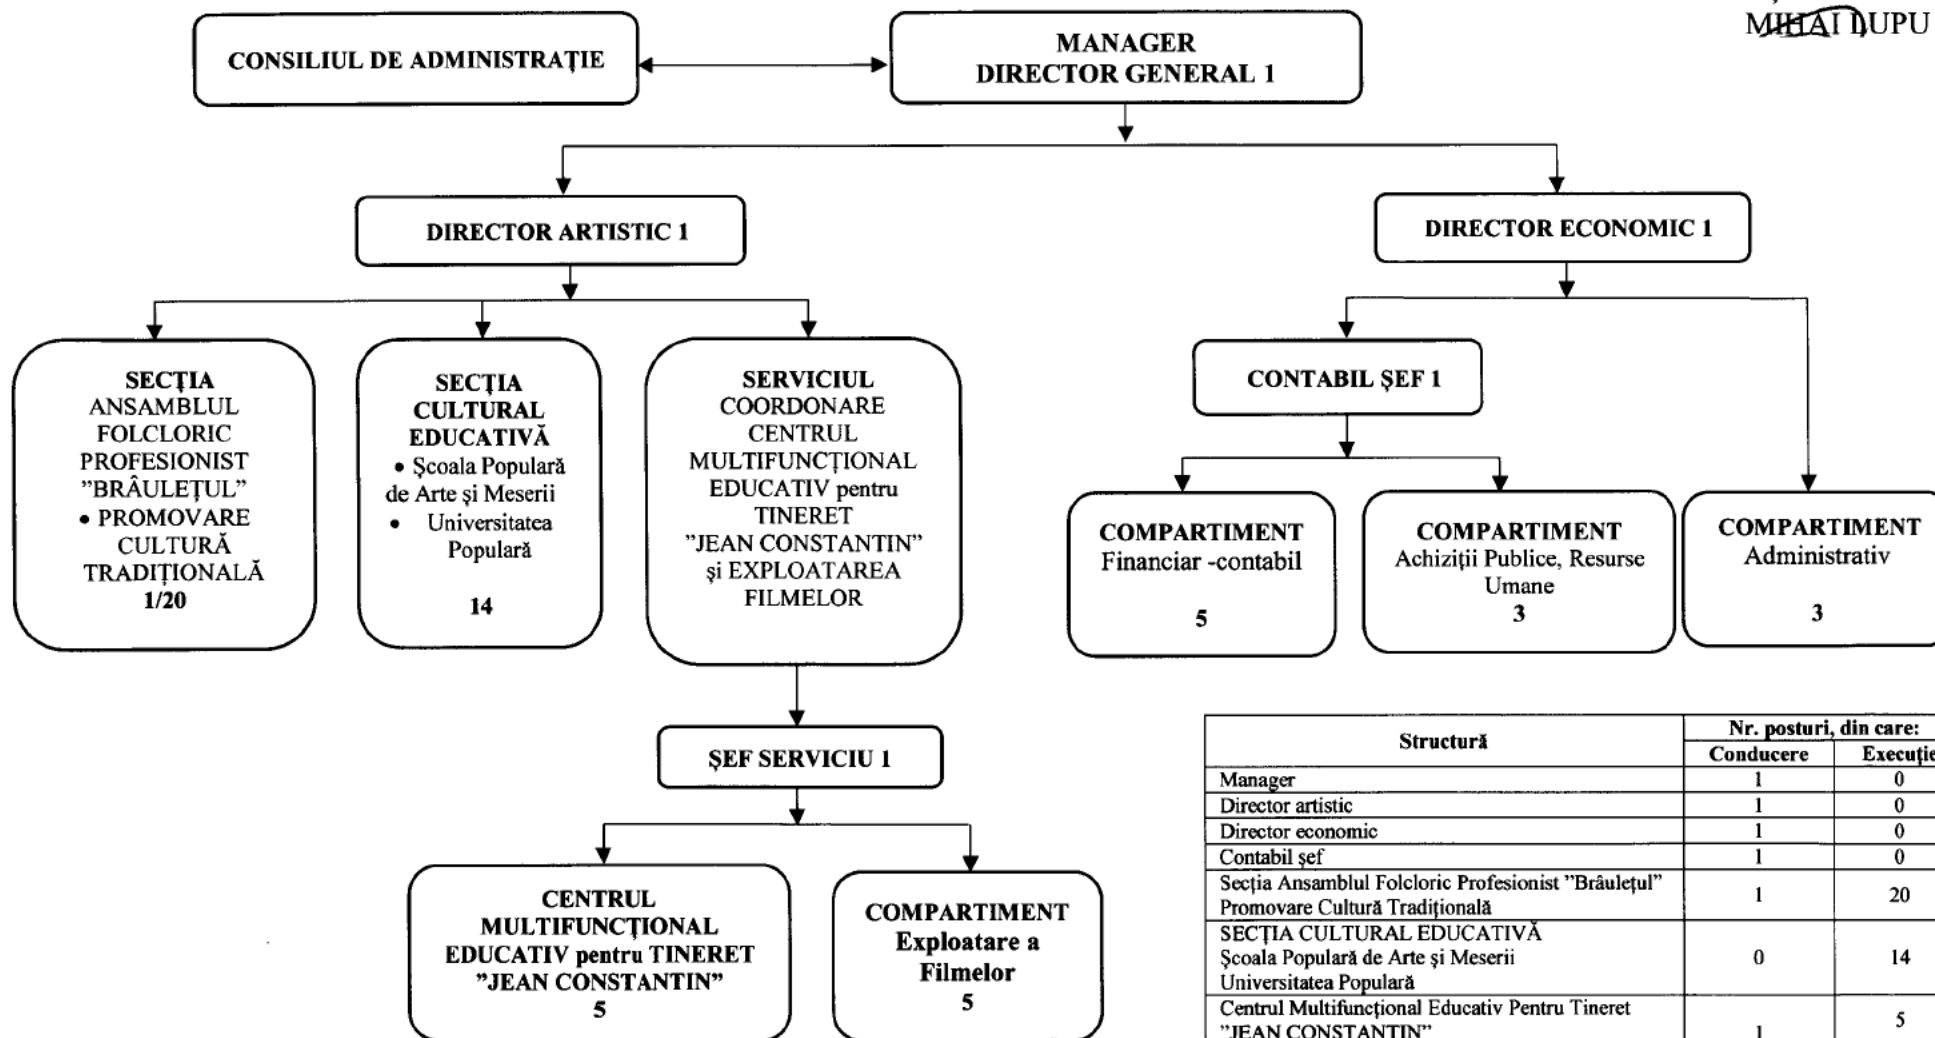 MIHAI LUPU
CONSILIUL DE ADMINISTRAȚIE
MANAGER
DIRECTOR GENERAL 1
DIRECTOR ARTISTIC 1
DIRECTOR ECONOMIC 1
SECȚIA
ANSAMBLUL
FOLCLORIC
PROFESIONIST
”BRÂULEȚUL”
• PROMOVARE
CULTURĂ
TRADIȚIONALĂ
1/20
SECȚIA
CULTURAL
EDUCATIVĂ
• Școala Populară
de Arte și Meserii
• Universitatea
Populară
14
SERVICIUL
COORDONARE
CENTRUL
MULTIFUNCȚIONAL
EDUCATIV pentru
TINERET
”JEAN CONSTANTIN”
și EXPLOATAREA
FILMELOR
CONTABIL ȘEF 1
COMPARTIMENT
Financiar -contabil
5
COMPARTIMENT
Achiziții Publice, Resurse
Umane
3
COMPARTIMENT
Administrativ
3
ȘEF SERVICIU 1
CENTRUL
MULTIFUNCȚIONAL
EDUCATIV pentru TINERET
”JEAN CONSTANTIN”
5
COMPARTIMENT
Exploatare a
Filmelor
5
Structură Nr. posturi, din care:
Conducere Execuție
Manager 1 0
Director artistic 1 0
Director economic 1 0
Contabil șef 1 0
Secția Ansamblul Folcloric Profesionist ”Brâulețul”
Promovare Cultură Tradițională 1 20
SECȚIA CULTURAL EDUCATIVĂ
Școala Populară de Arte și Meserii 0 14
Universitatea Populară
Centrul Multifuncțional Educativ Pentru Tineret
”JEAN CONSTANTIN” 1 5